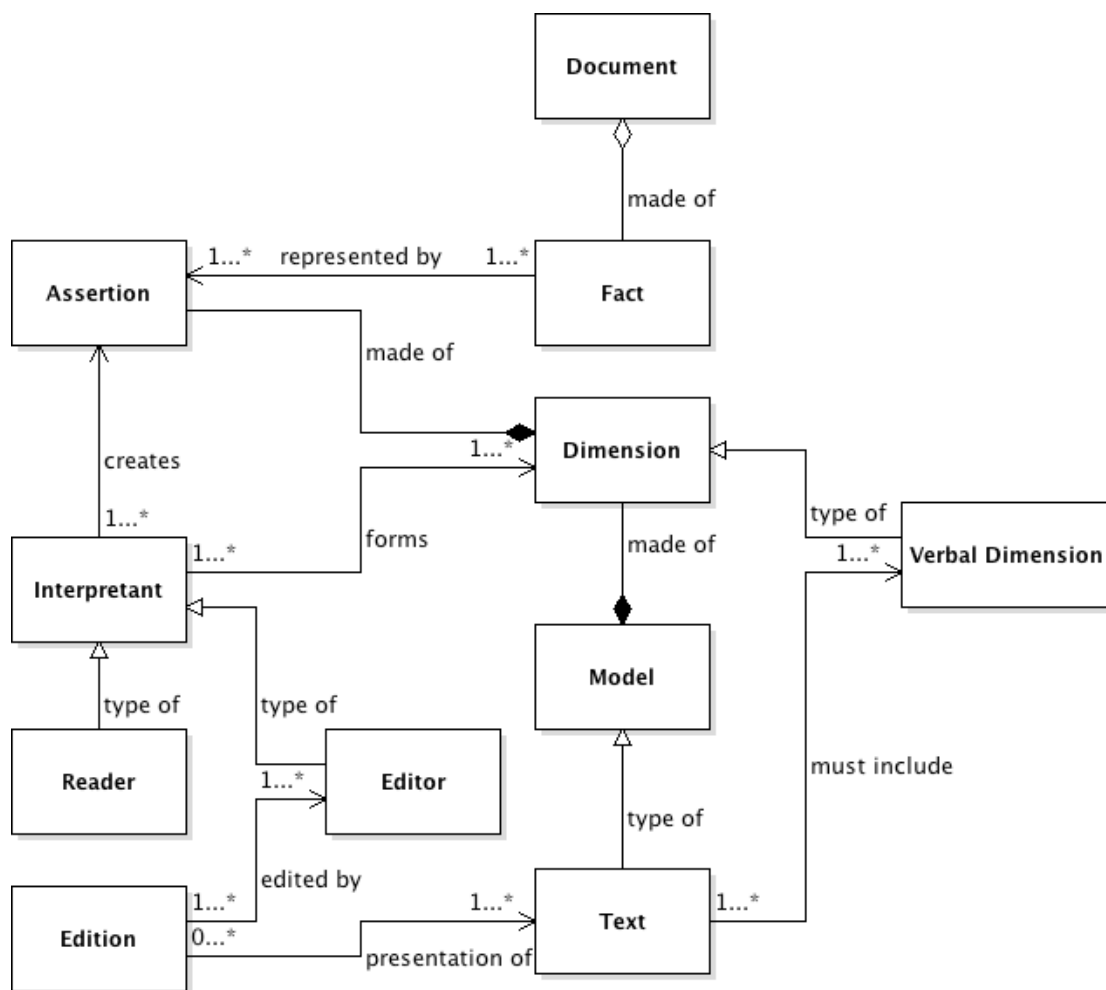 Document
made of
1...* represented by 1...*
Assertion
Fact
made of
1...*
Dimension
creates
type of
1...*
1...*
forms
made of
1...*
Verbal Dimension
Interpretant
Model
type of
type of
must include
Reader
1...*
Editor
type of
edited by
1...*
1...*
1...*
Edition
0...*
Text
presentation of